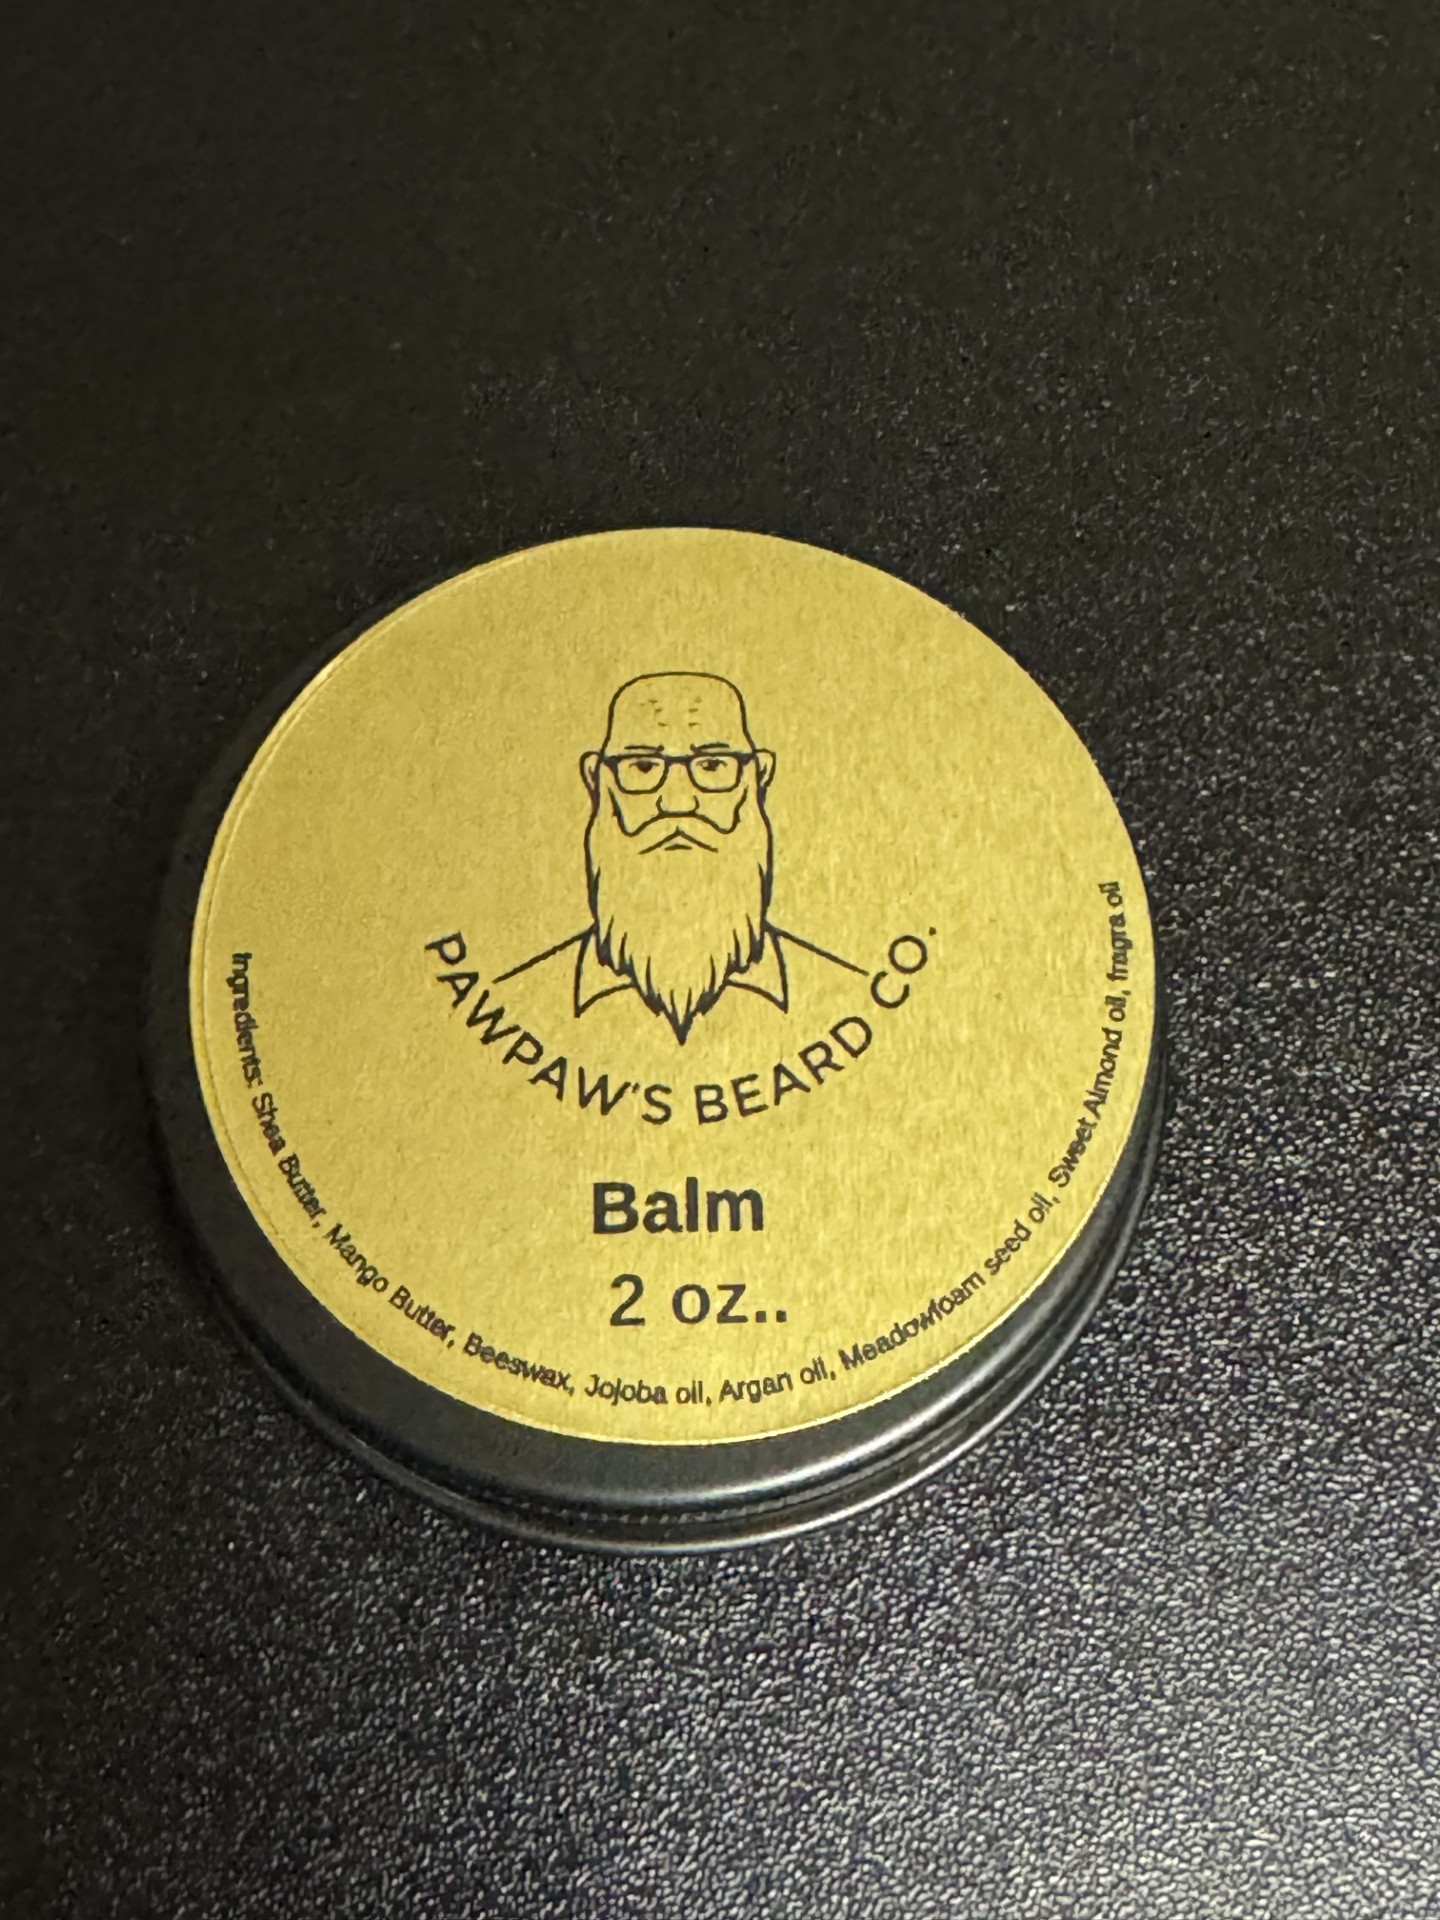 PAWPAW'S BEARD CO.
Balm
2 oz..
Ingredients: Shea Butter, Mango Butter, Beeswax, Jojoba oil, Argan oil, Meadowfoam seed oil, Sweet Almond oil, fragra oil